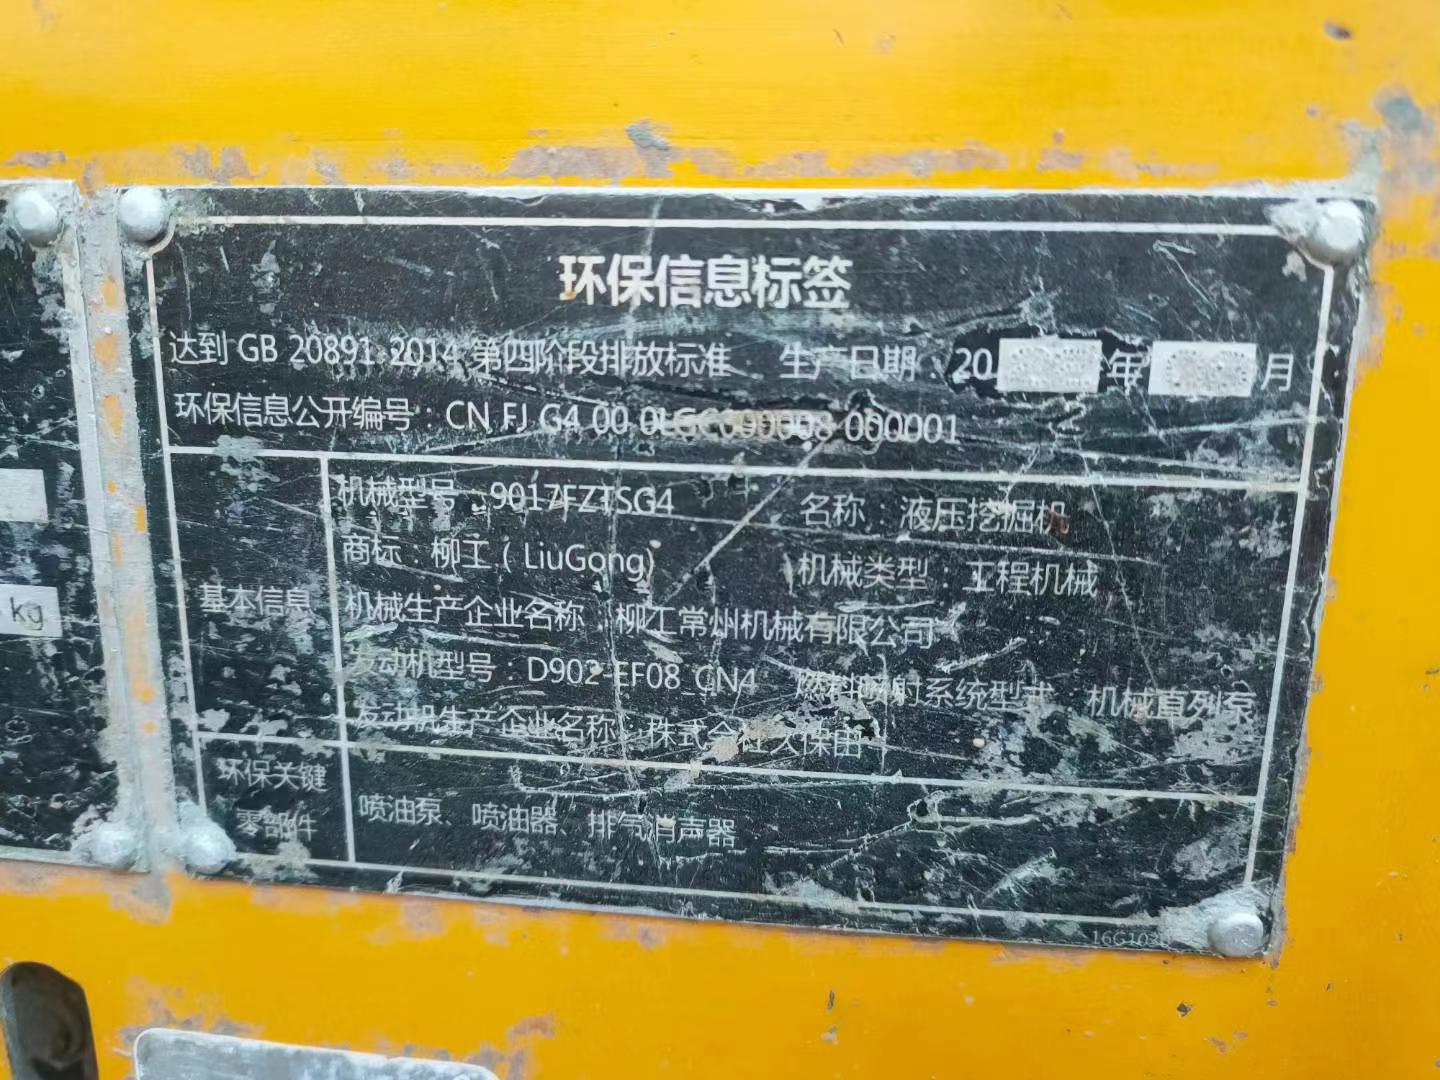 环保信息标签
达到 GB 20891-2014 第四阶段排放标准 生产日期：20 年 月
环保信息公开编号：CN FJ G4 00 000001
基本信息
机械型号：9017FZTSG4 名称：液压挖掘机
商标：柳工（LiuGong） 机械类型：工程机械
机械生产企业名称：柳工常州机械有限公司
发动机型号：D902-EF08_CN4 燃料喷射系统型式：机械直列泵
发动机生产企业名称：株式会社久保田
环保关键
零部件
喷油泵、喷油器、排气消声器
kg